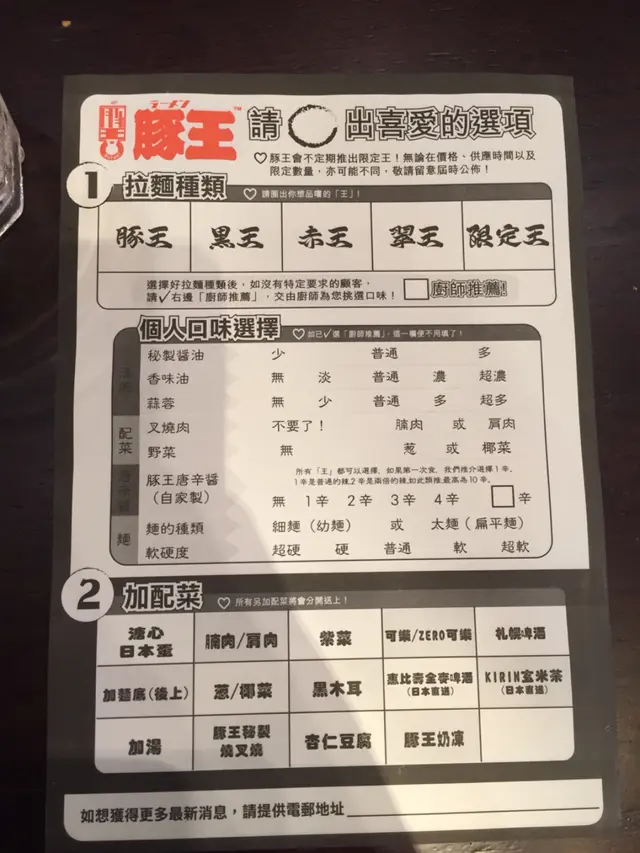 ラーメン
豚王™
請 出喜愛的選項
♡豚王會不定期推出限定王！無論在價格、供應時間以及
限定數量，亦可能不同，敬請留意屆時公佈！
1 拉麵種類 ♡請圈出你想品嚐的「王」！
豚王 黑王 赤王 翠王 限定王
選擇好拉麵種類後，如沒有特定要求的顧客，
請✓右邊「廚師推薦」，交由廚師為您挑選口味！ □廚師推薦！
個人口味選擇 ♡如已✓選「廚師推薦」，這一欄便不用填了！
秘製醬油 少 普通 多
香味油 無 淡 普通 濃 超濃
蒜蓉 無 少 普通 多 超多
配菜
叉燒肉 不要了！ 腩肉 或 肩肉
野菜 無 葱 或 椰菜
所有「王」都可以選擇，如果第一次食，我們推介選擇1辛。
1辛是普通的辣，2辛是兩倍的辣，如此類推，最高為10辛。
豚王唐辛醬
（自家製） 無 1辛 2辛 3辛 4辛 □辛
麵
麵的種類 細麵（幼麵） 或 太麵（扁平麵）
軟硬度 超硬 硬 普通 軟 超軟
2 加配菜 ♡所有另加配菜將會分開送上！
溏心
日本蛋 腩肉/肩肉 紫菜 可樂/ZERO可樂 札幌啤酒
加麵底(後上) 葱/椰菜 黑木耳 惠比壽金麥啤酒
(日本直送) KIRIN玄米茶
(日本直送)
加湯 豚王秘製
燒叉燒 杏仁豆腐 豚王奶凍
如想獲得更多最新消息，請提供電郵地址